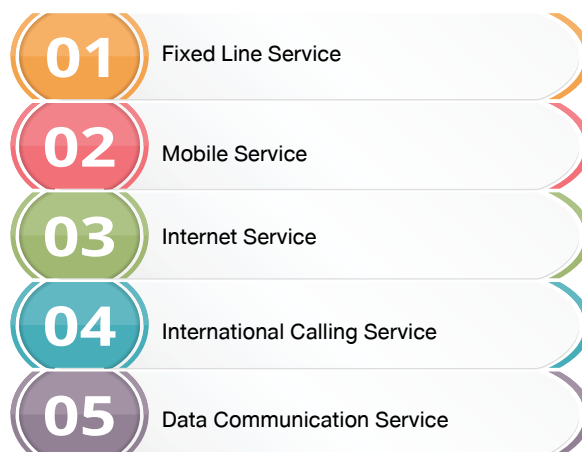 01 Fixed Line Service
02 Mobile Service
03 Internet Service
04 International Calling Service
05 Data Communication Service